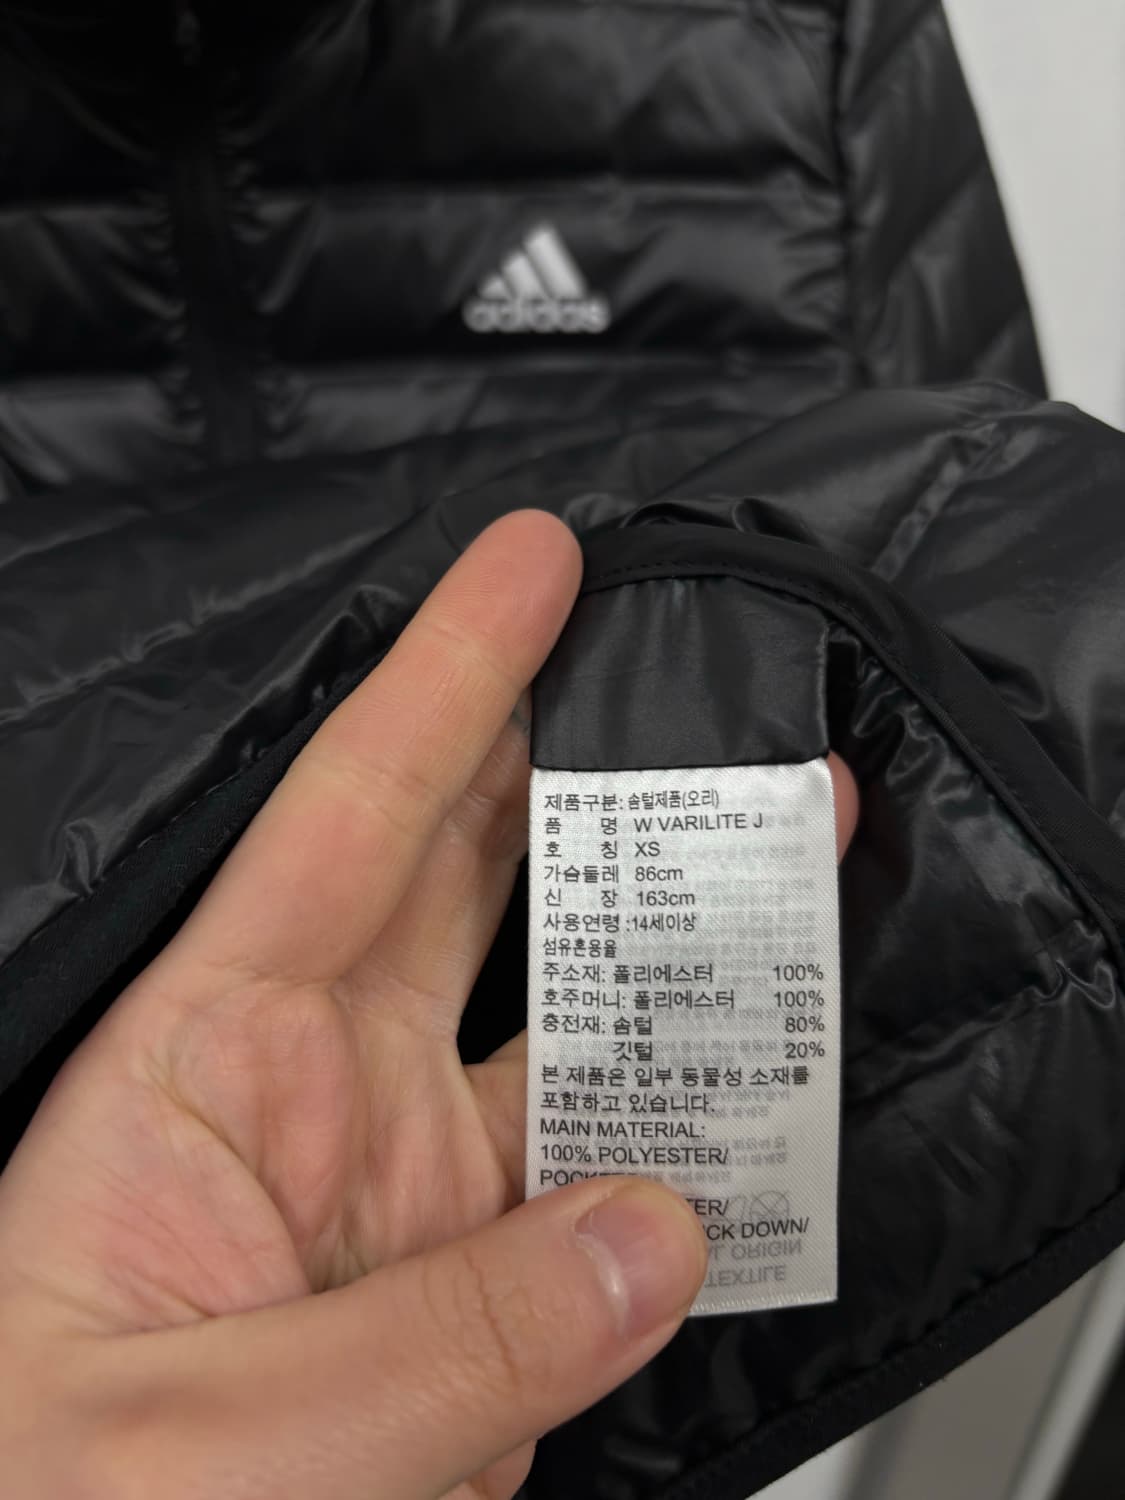 adidas
제품구분: 솜털제품(오리)
품 명 W VARILITE J
호 칭 XS
가슴둘레 86cm
신 장 163cm
사용연령 :14세이상
섬유혼용율
주소재: 폴리에스터 100%
호주머니: 폴리에스터 100%
충전재: 솜털 80%
깃털 20%
본 제품은 일부 동물성 소재를
포함하고 있습니다.
MAIN MATERIAL:
100% POLYESTER/
DOWN/
ORIGIN
TEXTILE